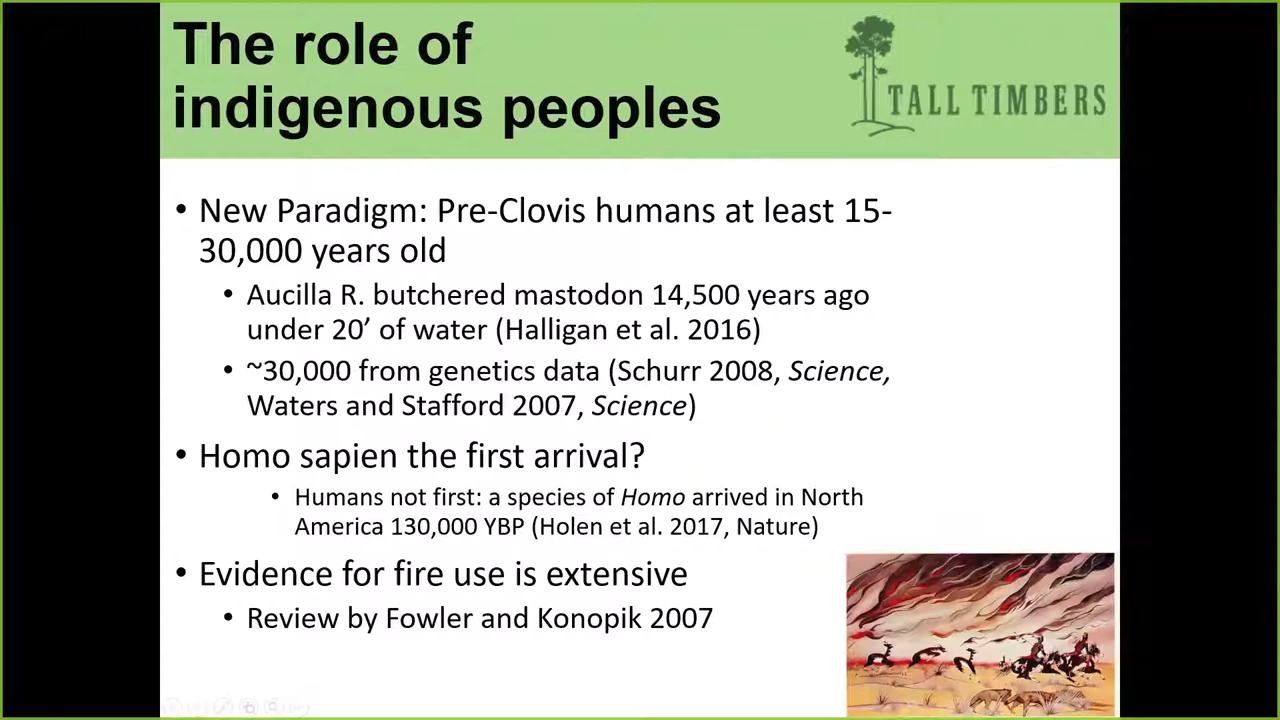 The role of
indigenous peoples
TALL TIMBERS
• New Paradigm: Pre-Clovis humans at least 15-
30,000 years old
• Aucilla R. butchered mastodon 14,500 years ago
under 20’ of water (Halligan et al. 2016)
• ~30,000 from genetics data (Schurr 2008, Science,
Waters and Stafford 2007, Science)
• Homo sapien the first arrival?
• Humans not first: a species of Homo arrived in North
America 130,000 YBP (Holen et al. 2017, Nature)
• Evidence for fire use is extensive
• Review by Fowler and Konopik 2007